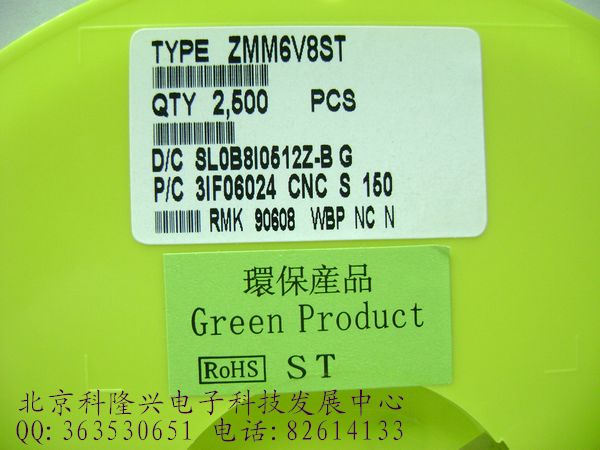 TYPE ZMM6V8ST
QTY 2,500 PCS
D/C SL0B8I0512Z-B G
P/C 3IF06024 CNC S 150
RMK 90608 WBP NC N
環保産品
Green Product
RoHS ST
北京科隆兴电子科技发展中心
QQ:363530651 电话:82614133